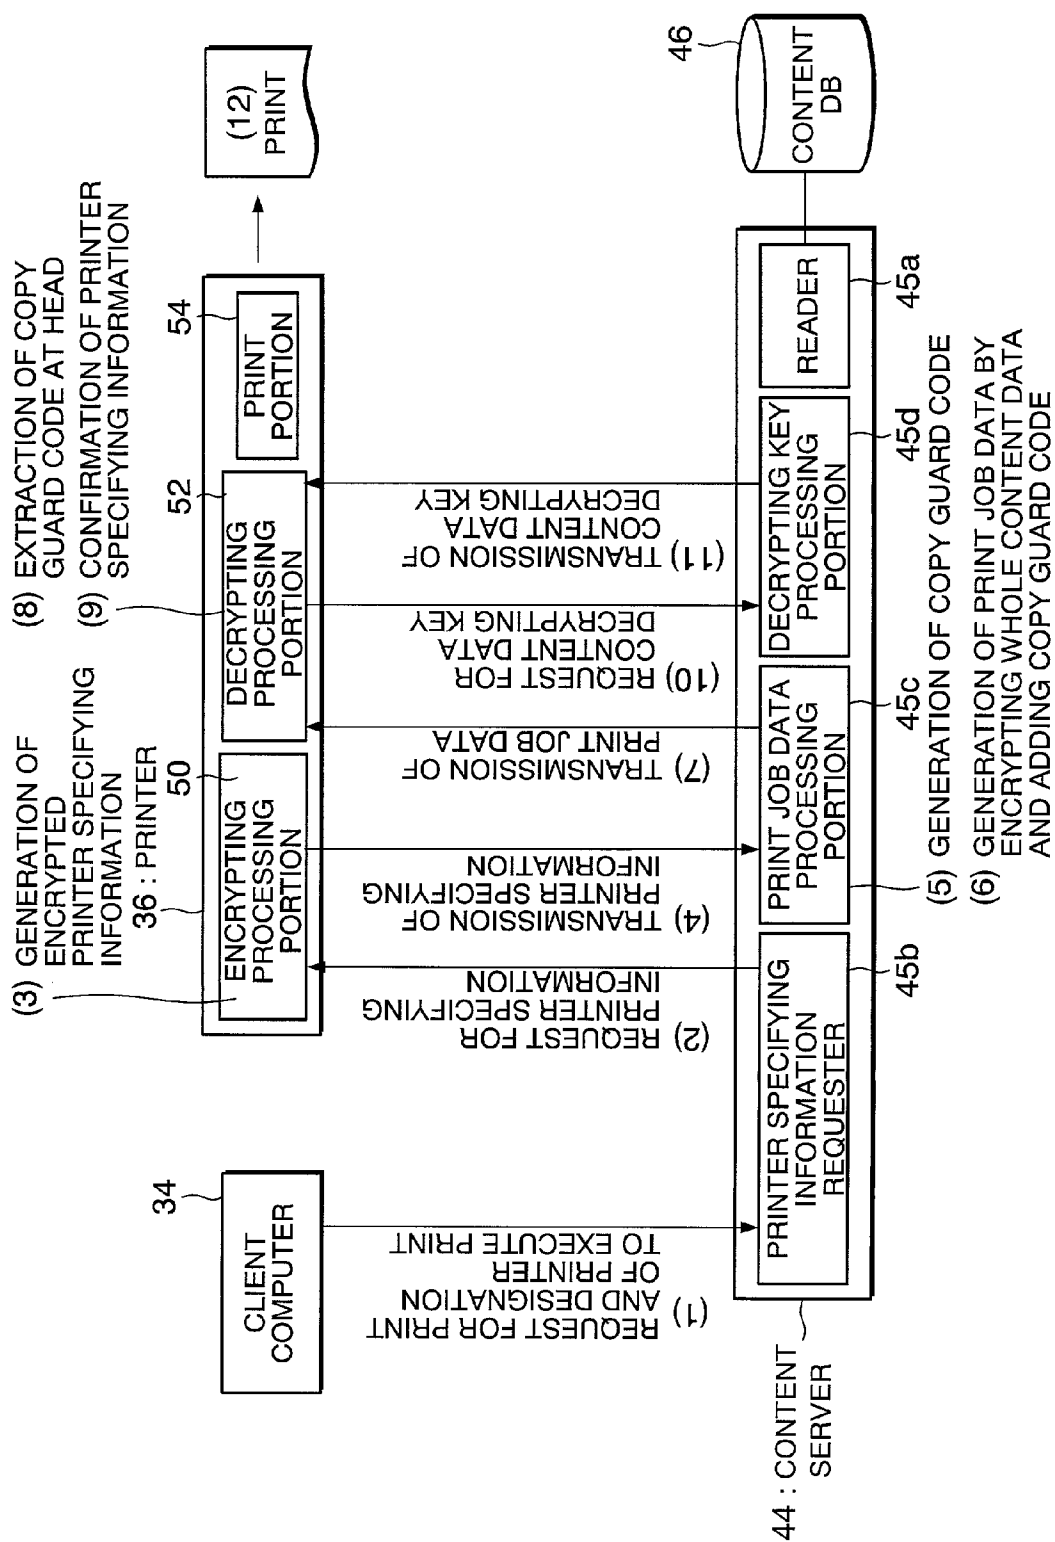 (3) GENERATION OF
ENCRYPTED
PRINTER SPECIFYING
INFORMATION
36 : PRINTER
(8) EXTRACTION OF COPY
GUARD CODE AT HEAD
(9) CONFIRMATION OF PRINTER
SPECIFYING INFORMATION
34
CLIENT
COMPUTER
50
ENCRYPTING
PROCESSING
PORTION
52
DECRYPTING
PROCESSING
PORTION
54
PRINT
PORTION
(12)
PRINT
(1) REQUEST FOR PRINT
AND DESIGNATION
OF PRINTER
TO EXECUTE PRINT
(2) REQUEST FOR
PRINTER SPECIFYING
INFORMATION
(4) TRANSMISSION OF
PRINTER SPECIFYING
INFORMATION
(7) TRANSMISSION OF
PRINT JOB DATA
(10) REQUEST FOR
CONTENT DATA
DECRYPTING KEY
(11) TRANSMISSION OF
CONTENT DATA
DECRYPTING KEY
44 : CONTENT
SERVER
PRINTER SPECIFYING
INFORMATION
REQUESTER
45b
PRINT JOB DATA
PROCESSING
PORTION
45c
DECRYPTING KEY
PROCESSING
PORTION
45d
READER
45a
46
CONTENT
DB
(5) GENERATION OF COPY GUARD CODE
(6) GENERATION OF PRINT JOB DATA BY
ENCRYPTING WHOLE CONTENT DATA
AND ADDING COPY GUARD CODE